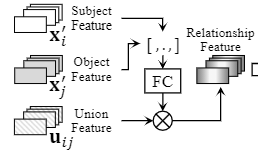 Subject
Feature
x′i
Object
Feature
x′j
Union
Feature
uij
[ , . , ]
FC
Relationship
Feature